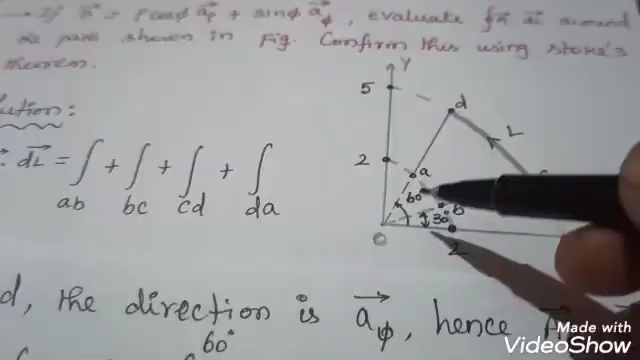 If A = ρcosφ aρ + sinφ aφ, evaluate ∮ A dL around
the path shown in Fig. Confirm this using stoke's
theorem.
Y
5
d
L
2
a
60°
b
30°
O
2
dL = ∫ + ∫ + ∫ + ∫
ab bc cd da
d, the direction is aφ, hence
60°
Made with
VideoShow